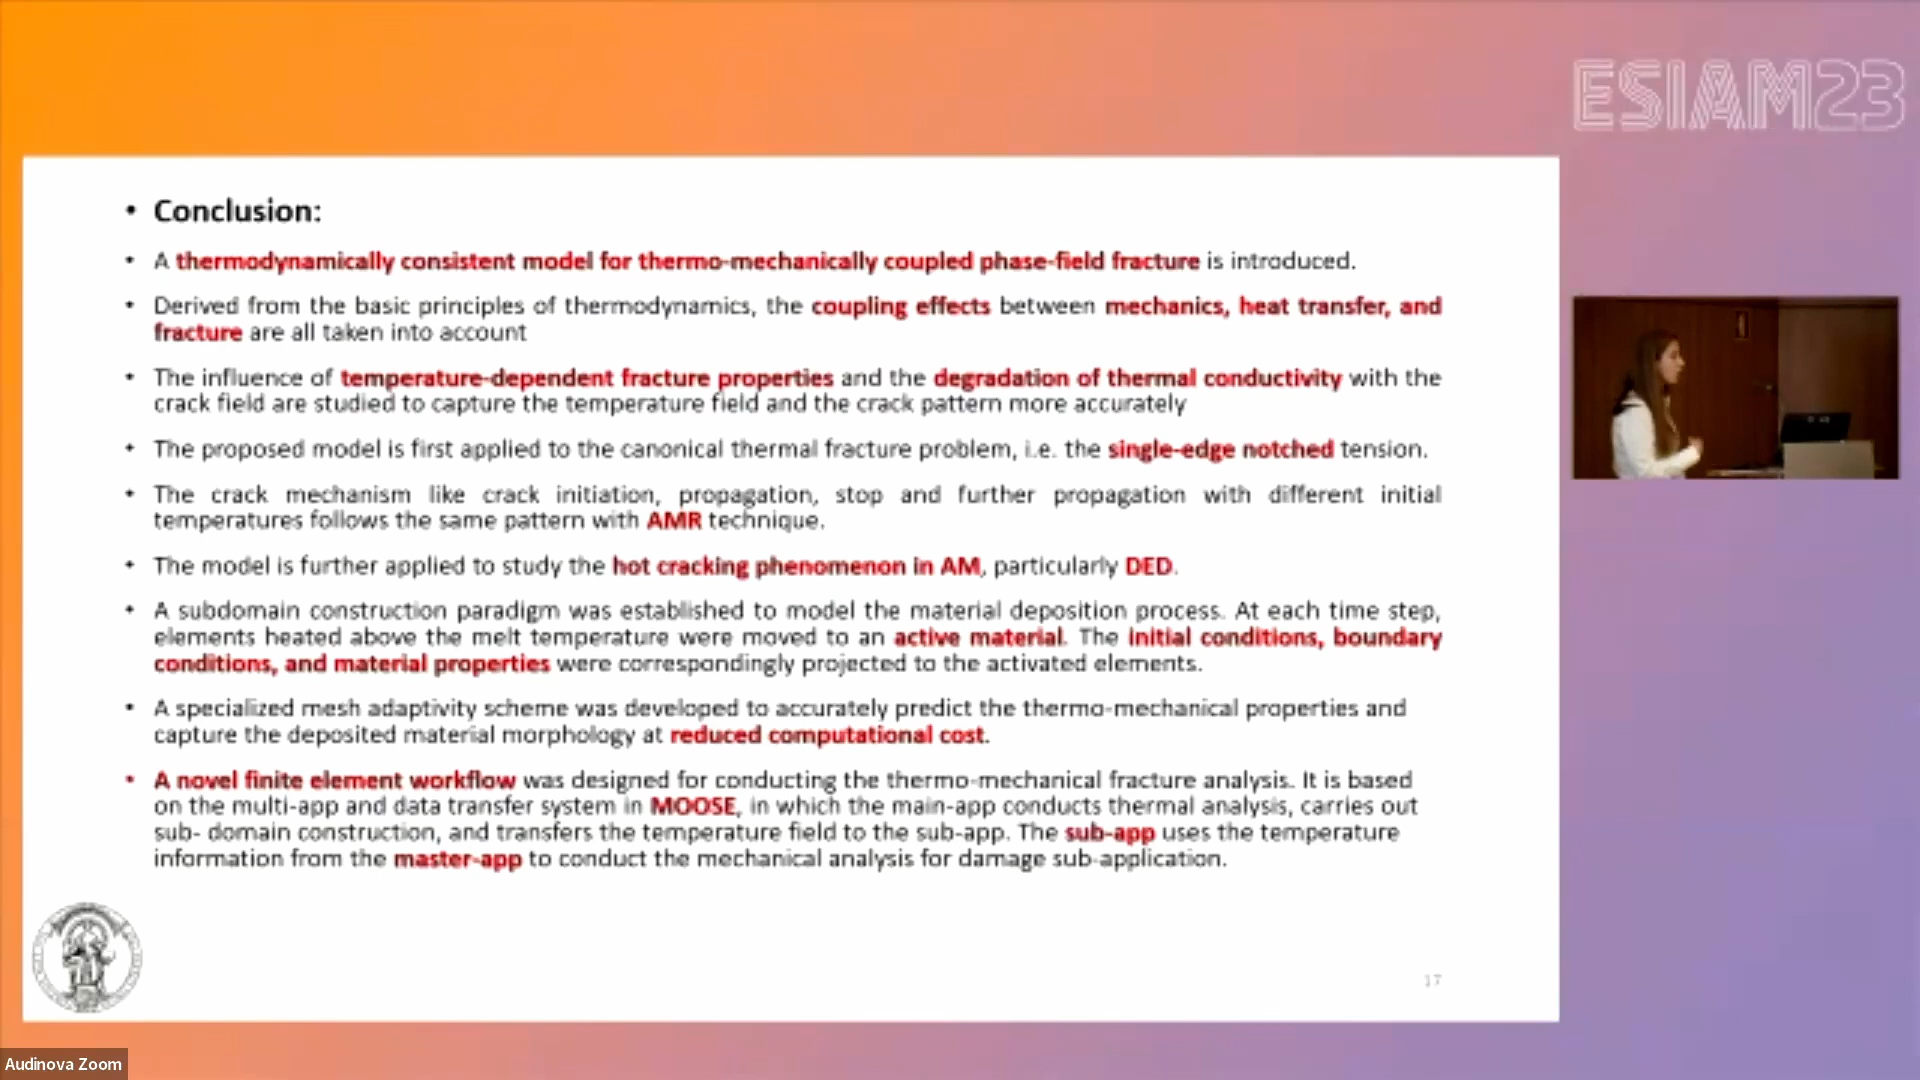 ESIAM23
• Conclusion:
• A thermodynamically consistent model for thermo-mechanically coupled phase-field fracture is introduced.
• Derived from the basic principles of thermodynamics, the coupling effects between mechanics, heat transfer, and
fracture are all taken into account
• The influence of temperature-dependent fracture properties and the degradation of thermal conductivity with the
crack field are studied to capture the temperature field and the crack pattern more accurately
• The proposed model is first applied to the canonical thermal fracture problem, i.e. the single-edge notched tension.
• The crack mechanism like crack initiation, propagation, stop and further propagation with different initial
temperatures follows the same pattern with AMR technique.
• The model is further applied to study the hot cracking phenomenon in AM, particularly DED.
• A subdomain construction paradigm was established to model the material deposition process. At each time step,
elements heated above the melt temperature were moved to an active material. The initial conditions, boundary
conditions, and material properties were correspondingly projected to the activated elements.
• A specialized mesh adaptivity scheme was developed to accurately predict the thermo-mechanical properties and
capture the deposited material morphology at reduced computational cost.
• A novel finite element workflow was designed for conducting the thermo-mechanical fracture analysis. It is based
on the multi-app and data transfer system in MOOSE, in which the main-app conducts thermal analysis, carries out
sub- domain construction, and transfers the temperature field to the sub-app. The sub-app uses the temperature
information from the master-app to conduct the mechanical analysis for damage sub-application.
17
Audinova Zoom